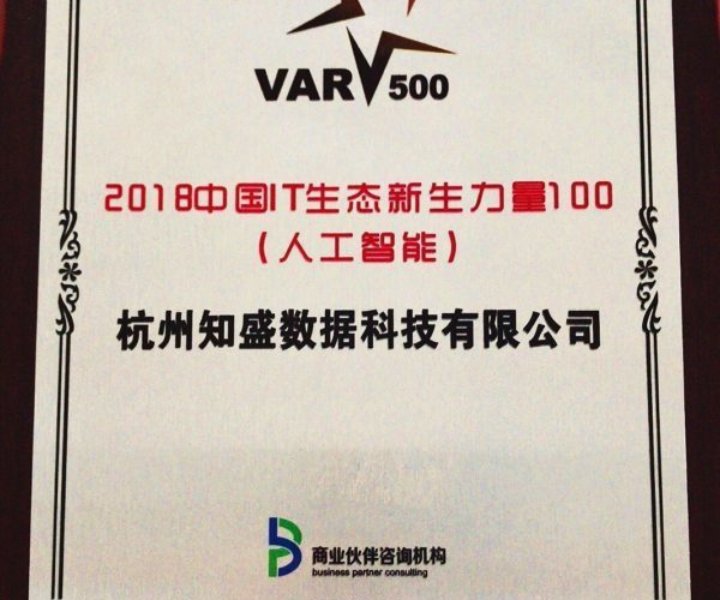 VAR 500
2018中国IT生态新生力量100
（人工智能）
杭州知盛数据科技有限公司
商业伙伴咨询机构
business partner consulting